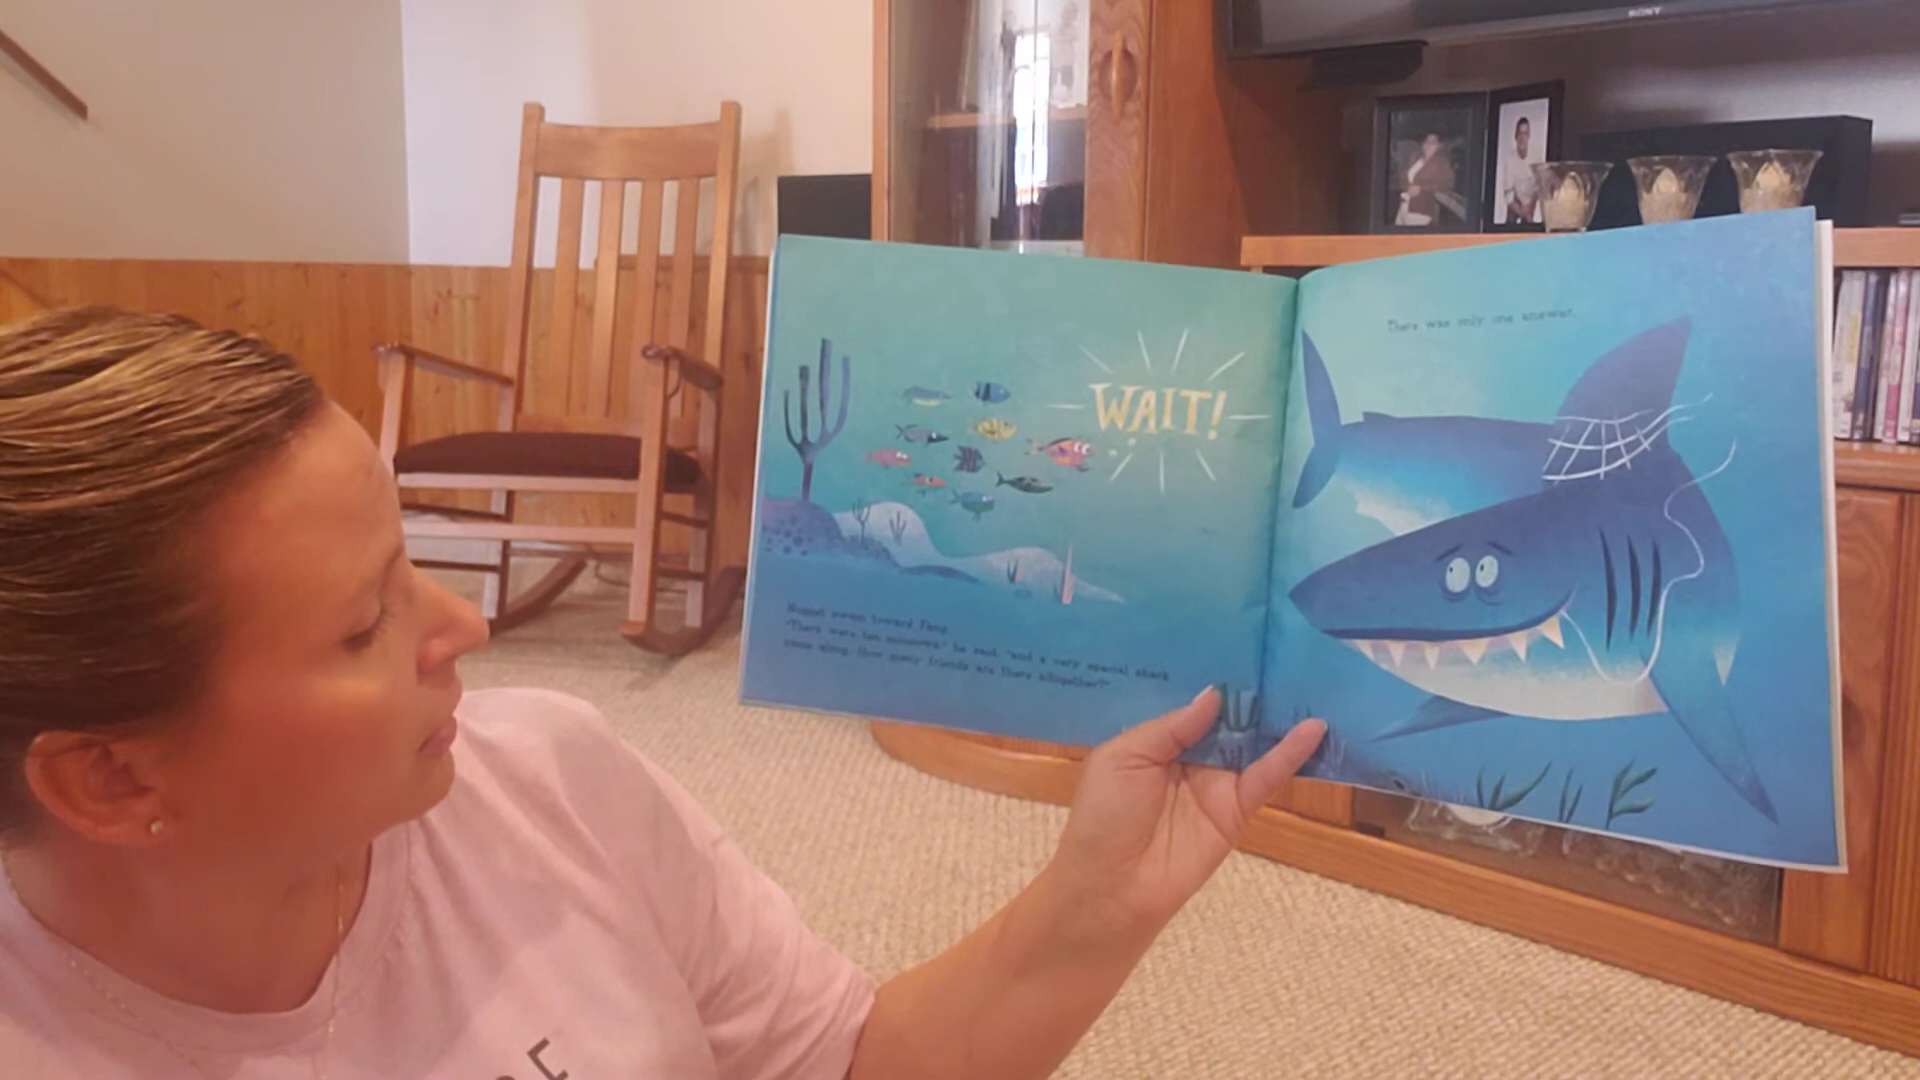 SONY
WAIT!
There was only one answer.
Nugget swam toward Fang.
"There were ten minnows," he said, "and a very special shark
came along. How many friends are there altogether?"